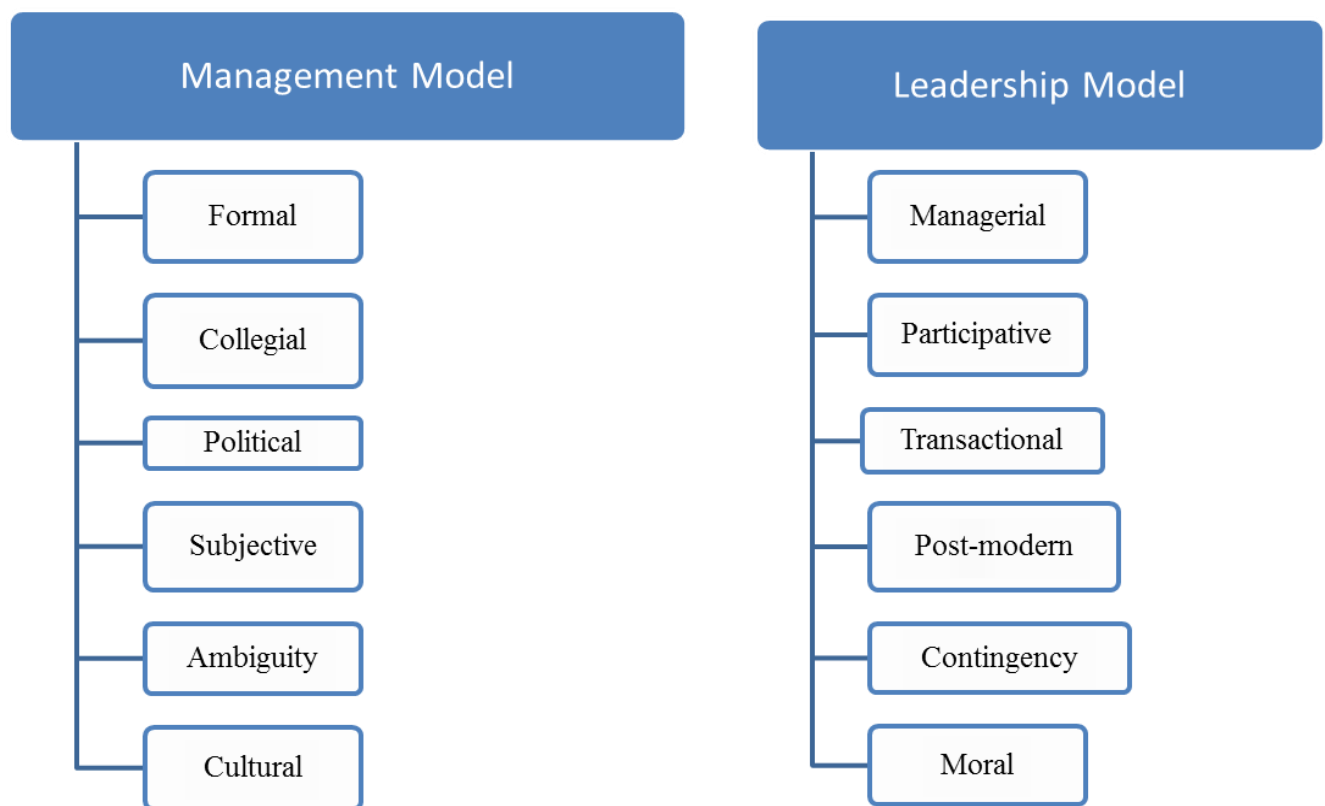 Management Model
Formal
Collegial
Political
Subjective
Ambiguity
Cultural
Leadership Model
Managerial
Participative
Transactional
Post-modern
Contingency
Moral